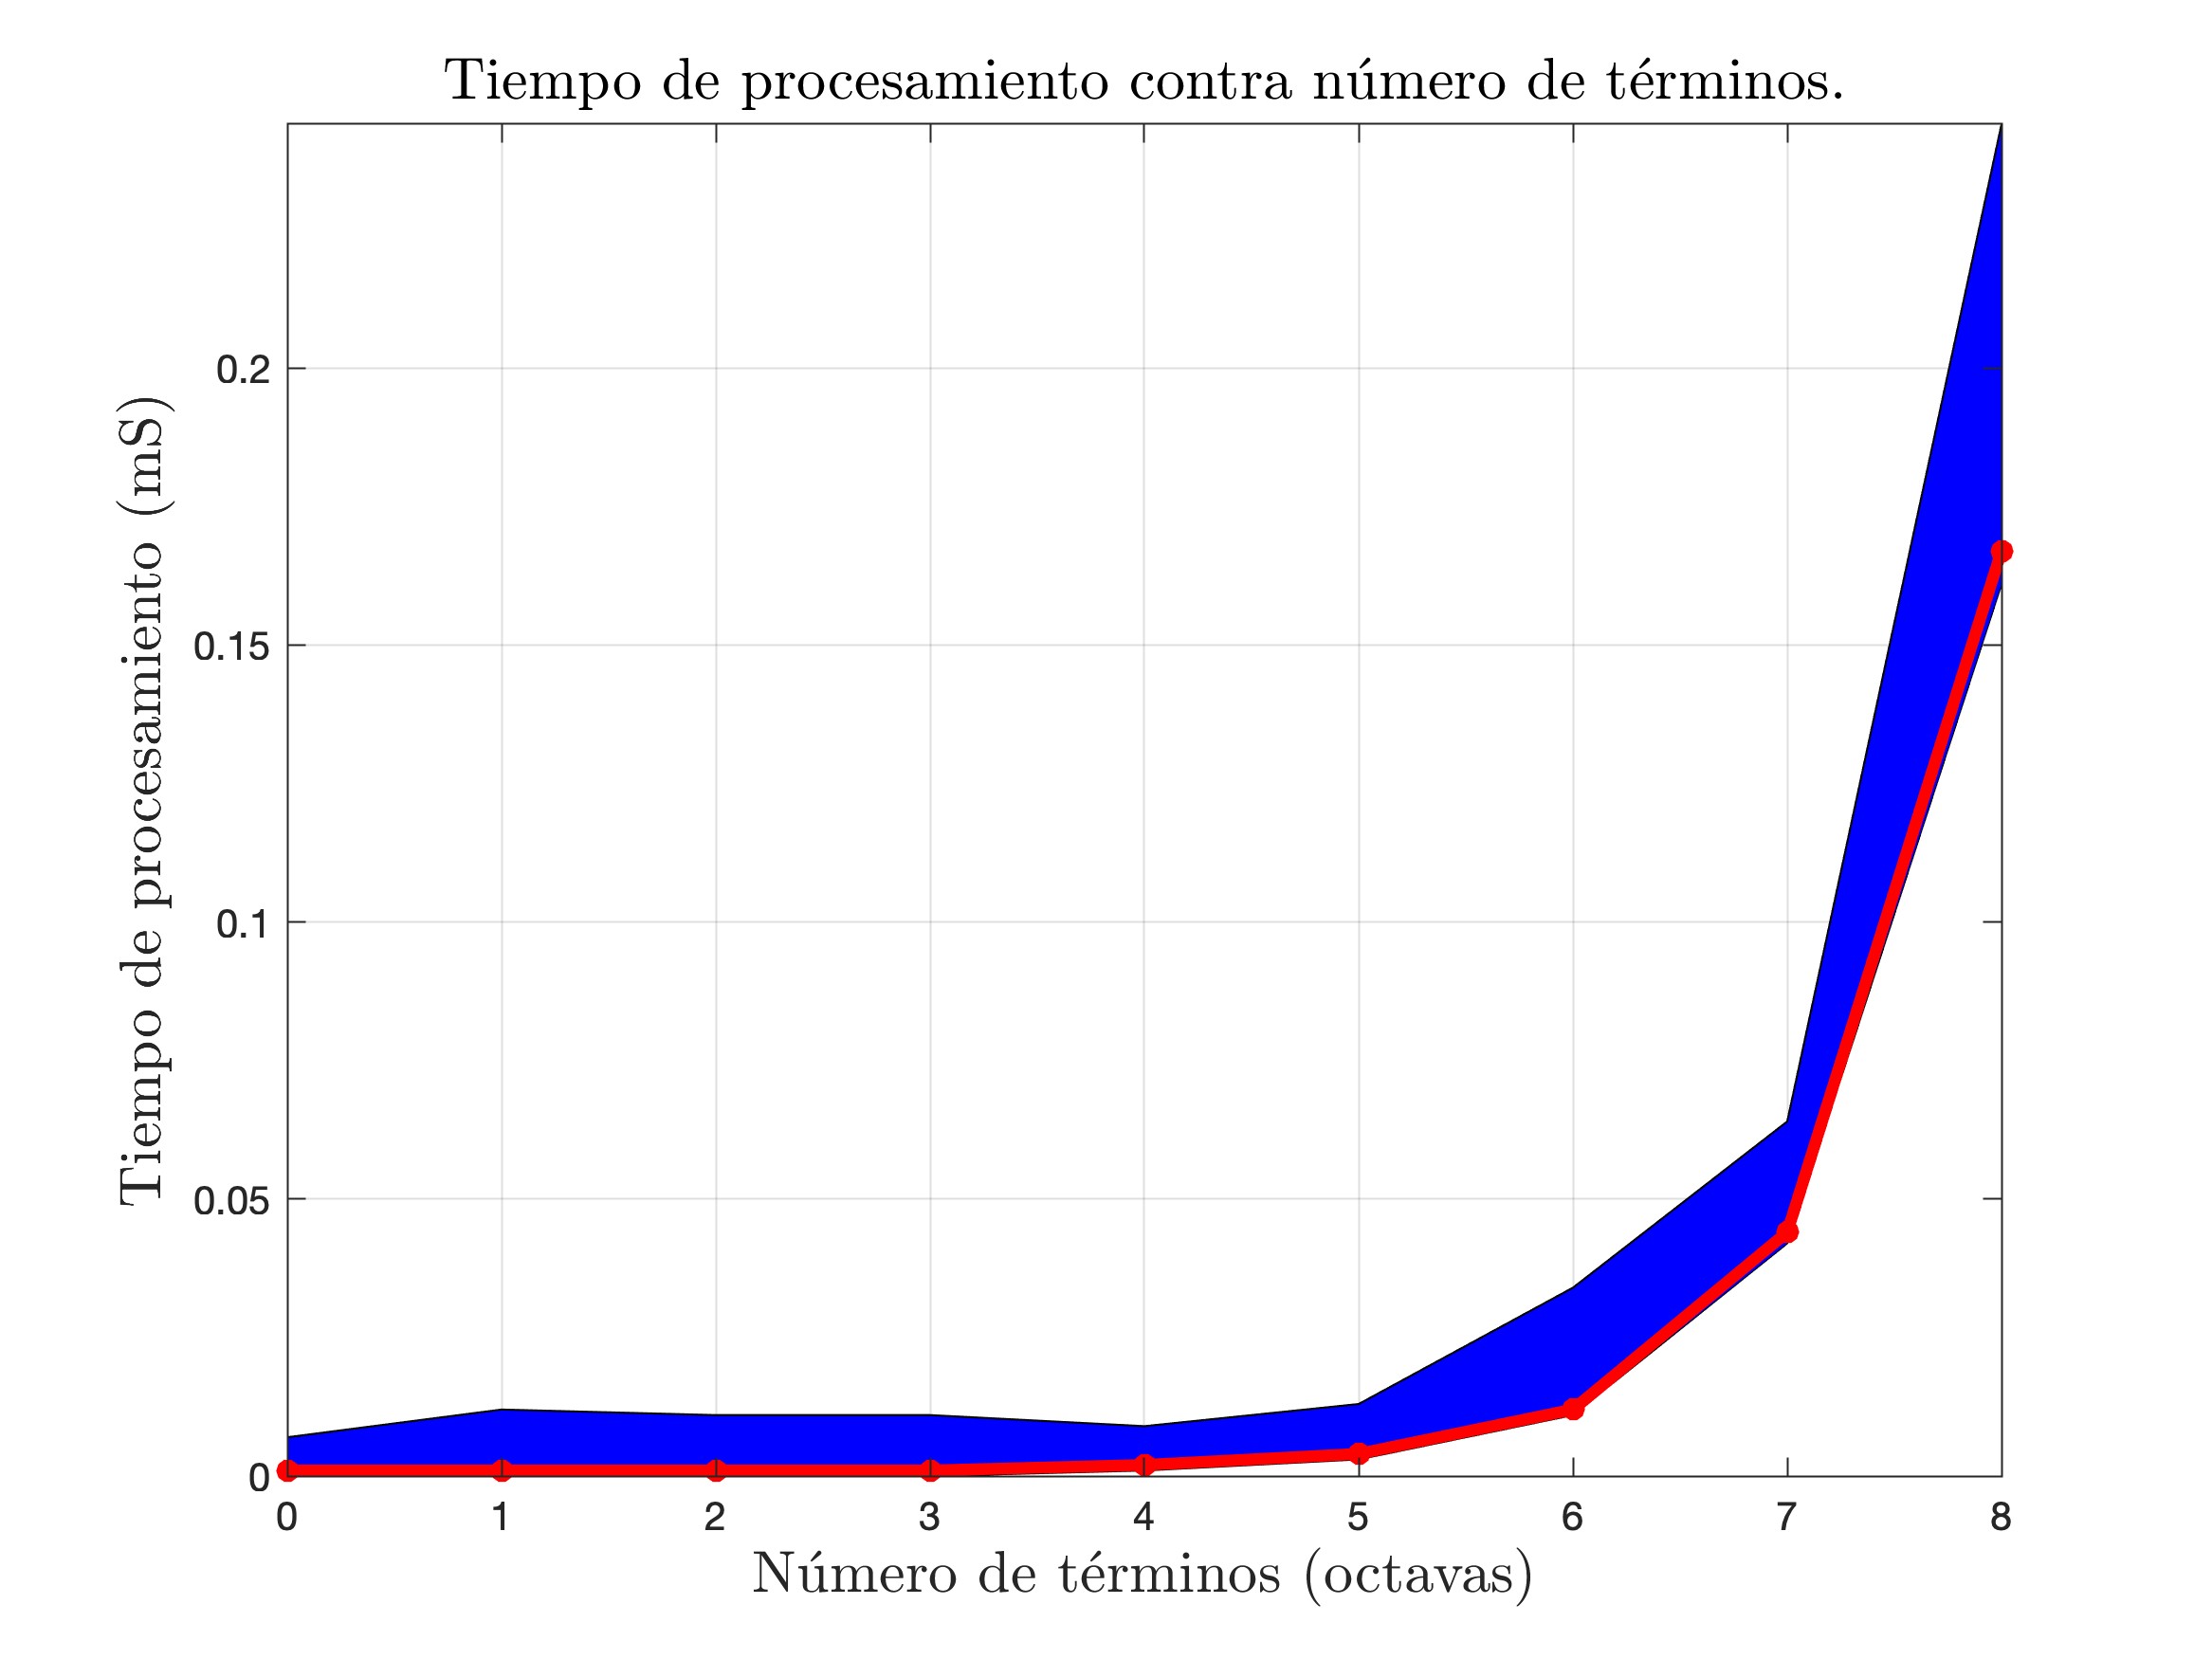 Tiempo de procesamiento contra número de términos.
Tiempo de procesamiento (mS)
0.2
0.15
0.1
0.05
0
0 1 2 3 4 5 6 7 8
Número de términos (octavas)